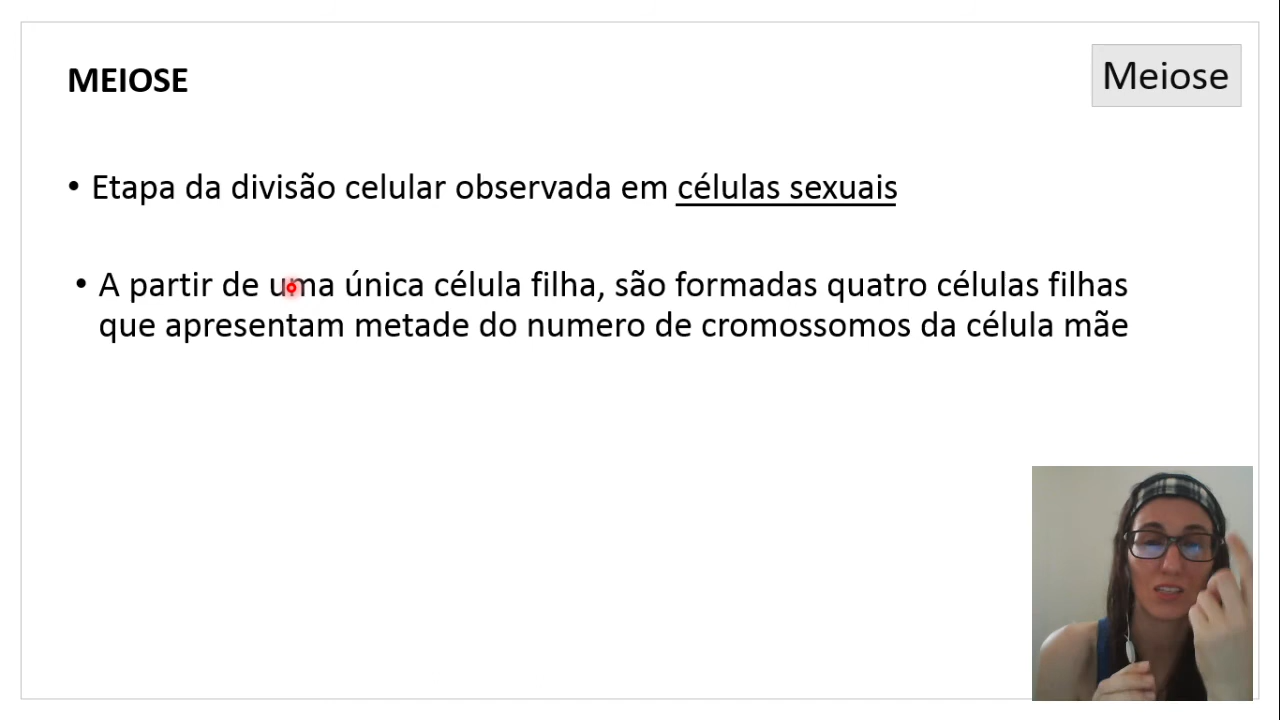 MEIOSE
Meiose
• Etapa da divisão celular observada em células sexuais
• A partir de uma única célula filha, são formadas quatro células filhas
que apresentam metade do numero de cromossomos da célula mãe